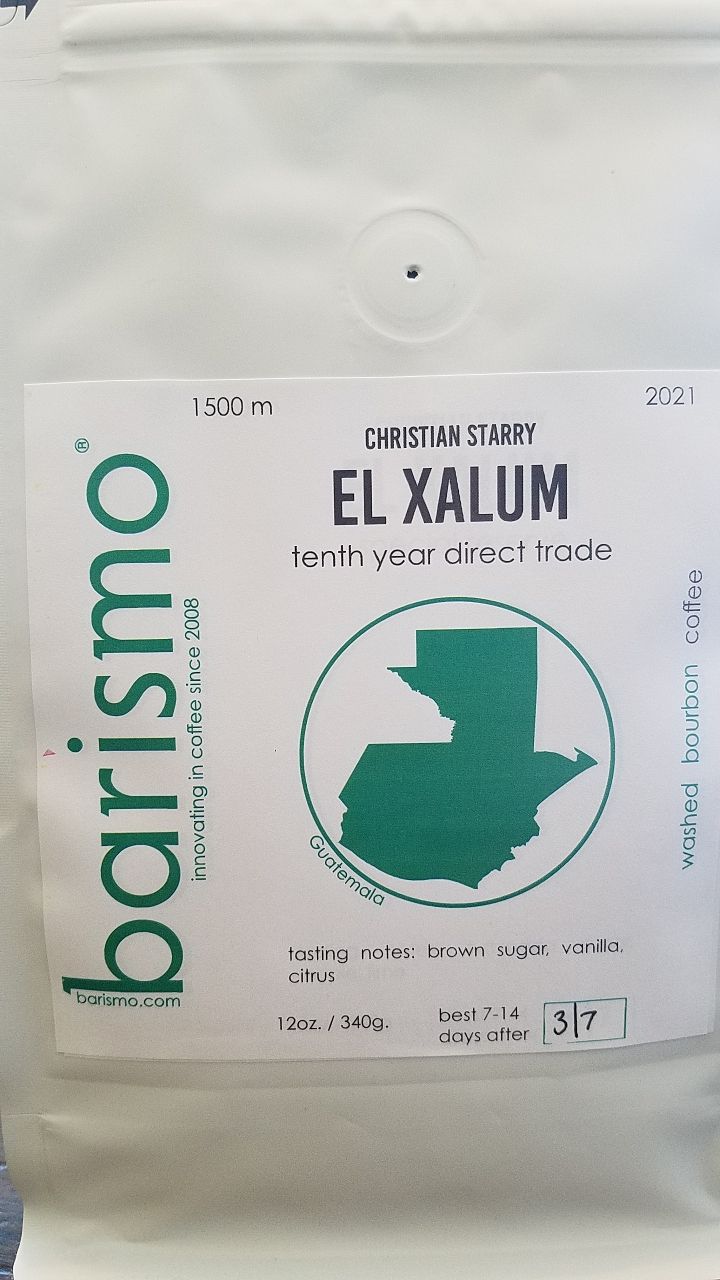 1500 m
2021
CHRISTIAN STARRY
EL XALUM
tenth year direct trade
barismo®
innovating in coffee since 2008
barismo.com
washed bourbon coffee
Guatemala
tasting notes: brown sugar, vanilla,
citrus
12oz. / 340g.
best 7-14
days after
3|7